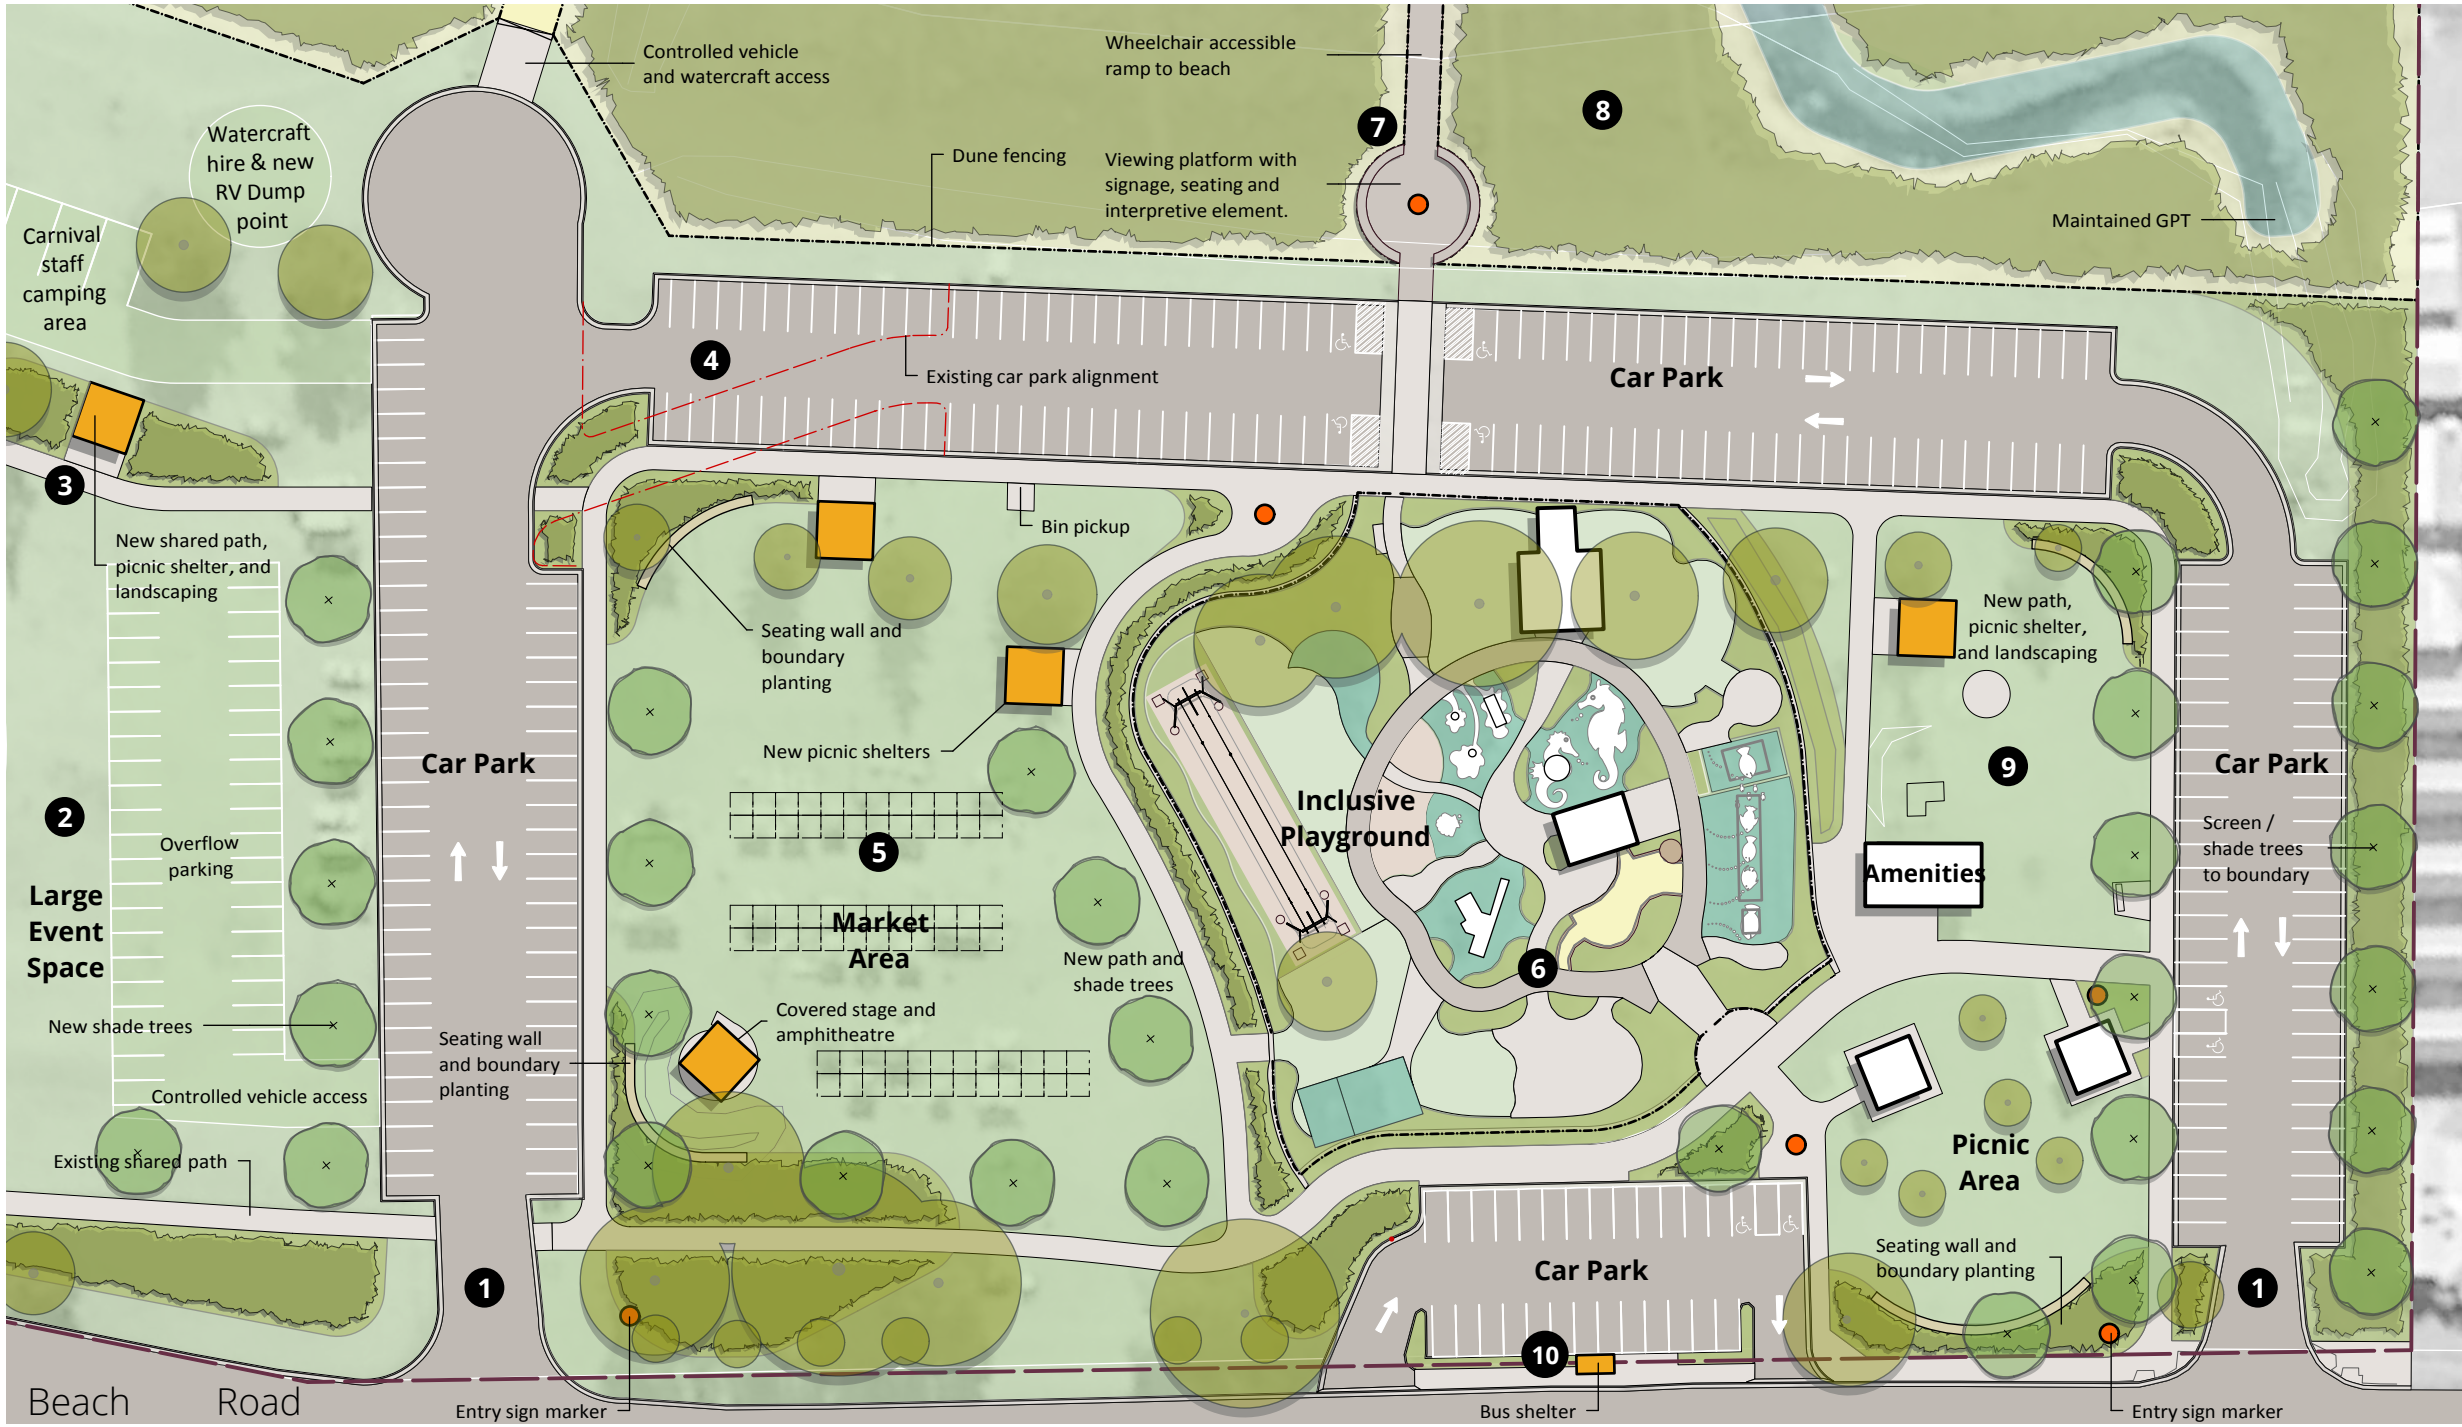 Controlled vehicle
and watercraft access
Wheelchair accessible
ramp to beach
8
7
Watercraft
hire & new
RV Dump
point
Dune fencing
Viewing platform with
signage, seating and
interpretive element.
Maintained GPT
Carnival
staff
camping
area
4
Existing car park alignment
Car Park
3
Bin pickup
New shared path,
picnic shelter, and
landscaping
Seating wall and
boundary
planting
New path,
picnic shelter,
and landscaping
New picnic shelters
Car Park
Car Park
9
2
Inclusive
Playground
Overflow
parking
5
Screen /
shade trees
to boundary
Amenities
Large
Event
Space
Market
Area
New path and
shade trees
6
New shade trees
Covered stage and
amphitheatre
Seating wall
and boundary
planting
Controlled vehicle access
Existing shared path
Picnic
Area
Seating wall and
boundary planting
Car Park
1
1
10
Beach Road
Entry sign marker
Bus shelter
Entry sign marker